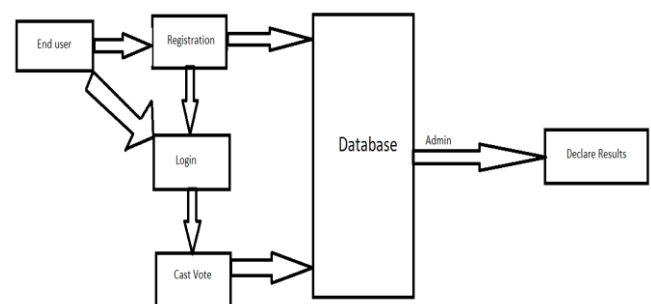 End user
Registration
Login
Cast Vote
Database
Admin
Declare Results